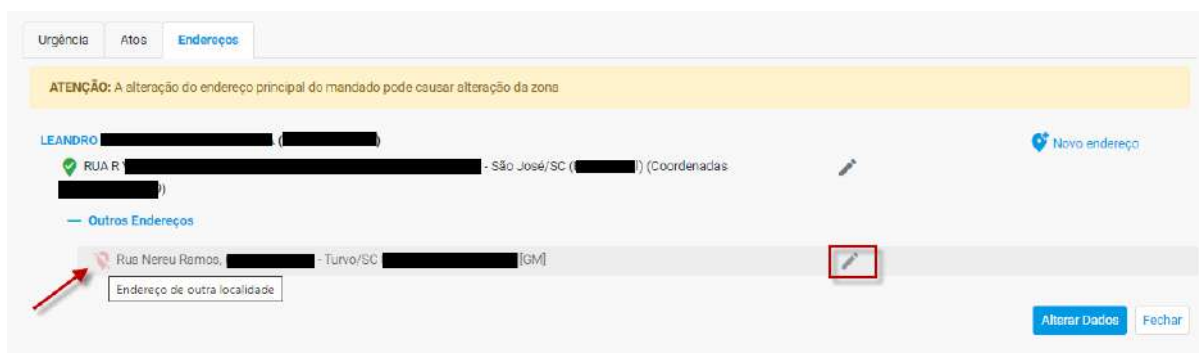 Urgência Atos Endereços
ATENÇÃO: A alteração do endereço principal do mandado pode causar alteração da zona
LEANDRO ( )
Novo endereço
RUA R - São José/SC ( ) (Coordenadas
)
— Outros Endereços
Rua Nereu Ramos, - Turvo/SC [GM]
Endereço de outra localidade
Alterar Dados Fechar